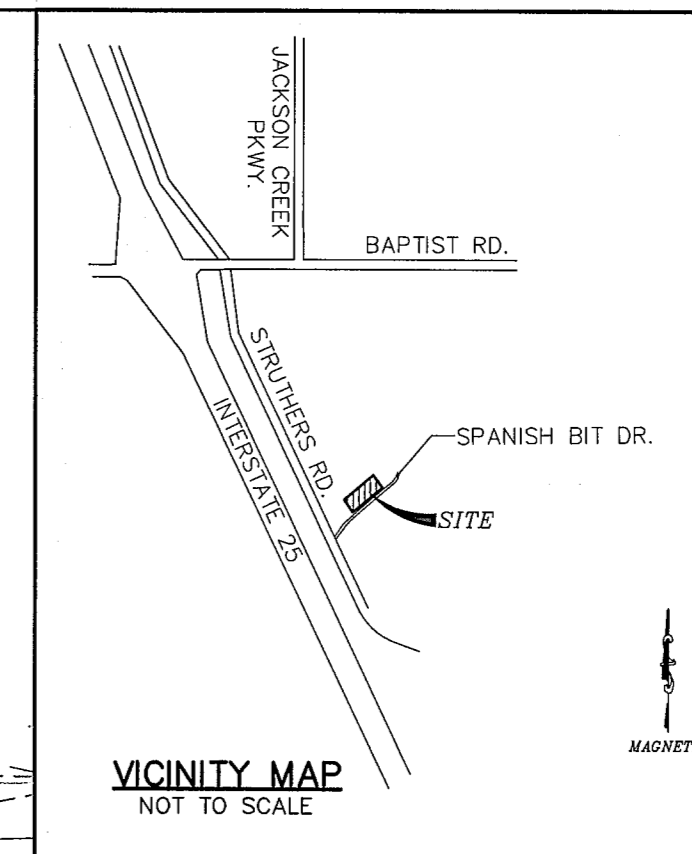 JACKSON CREEK
PKWY.
BAPTIST RD.
STRUTHERS RD.
INTERSTATE 25
SPANISH BIT DR.
SITE
MAGNET
VICINITY MAP
NOT TO SCALE